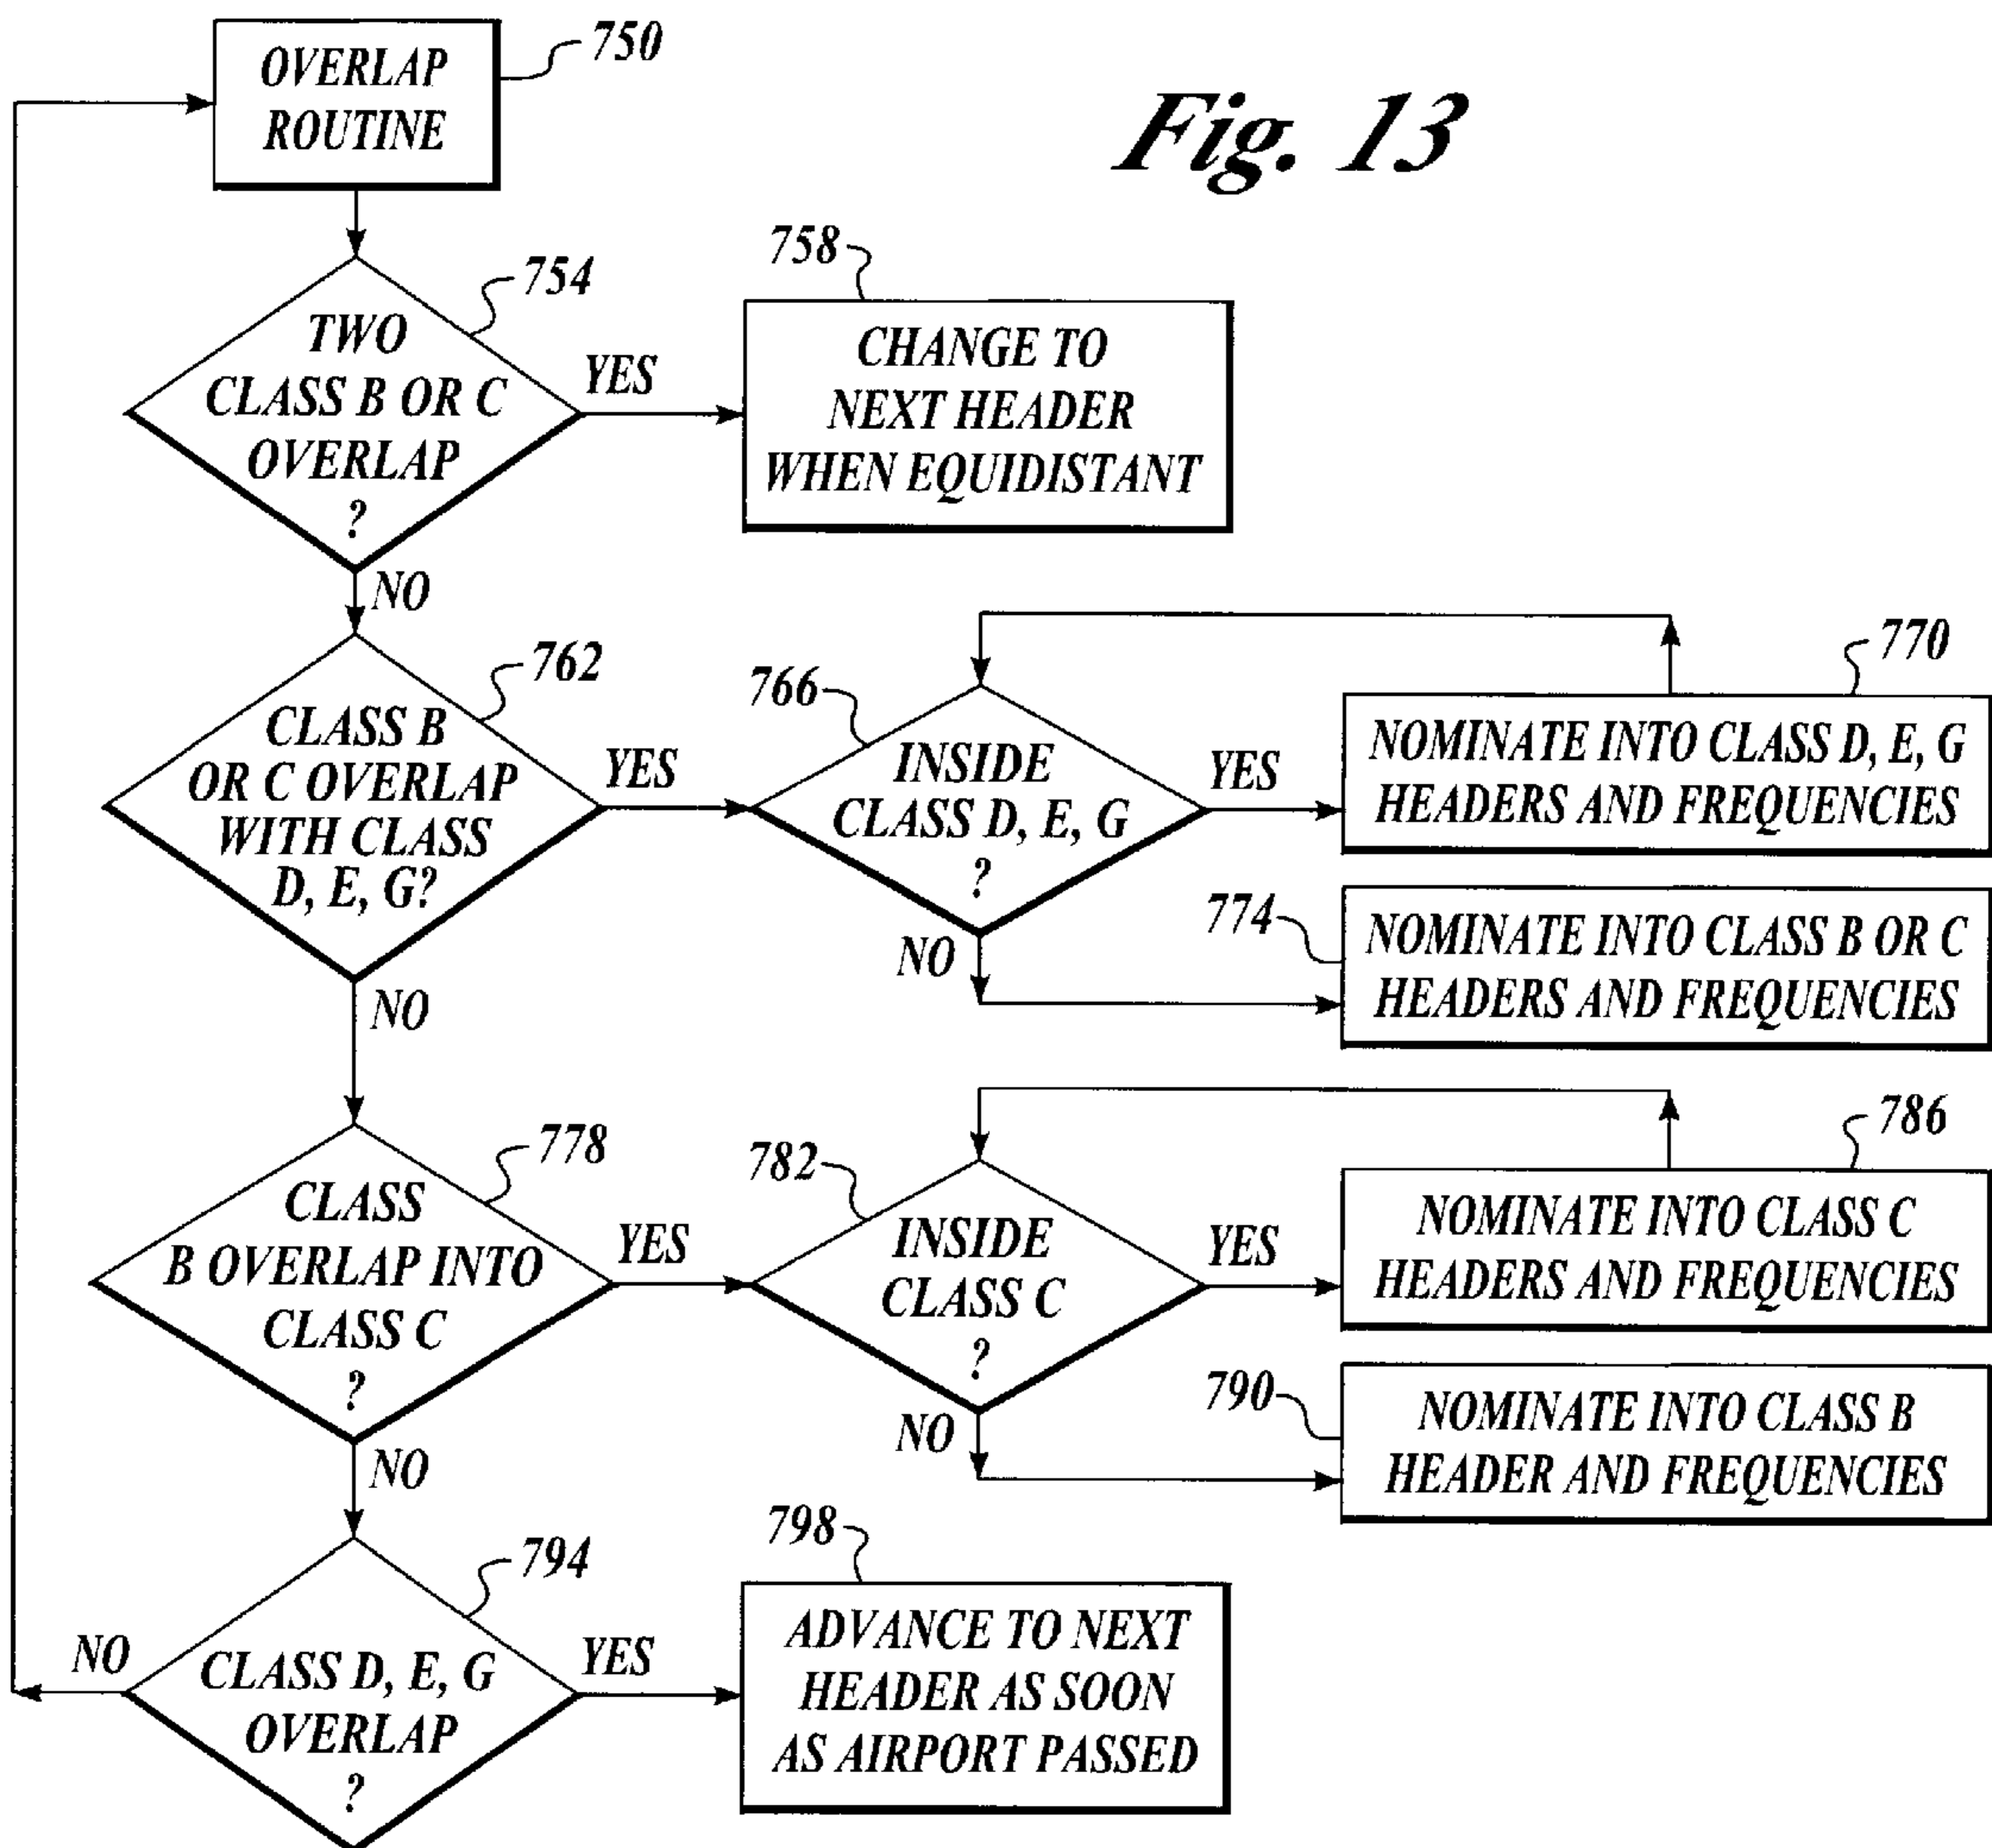 OVERLAP
ROUTINE
750
Fig. 13
TWO
CLASS B OR C
OVERLAP
?
754
YES
758
CHANGE TO
NEXT HEADER
WHEN EQUIDISTANT
NO
CLASS B
OR C OVERLAP
WITH CLASS
D, E, G?
762
YES
766
INSIDE
CLASS D, E, G
?
YES
770
NOMINATE INTO CLASS D, E, G
HEADERS AND FREQUENCIES
NO
774
NOMINATE INTO CLASS B OR C
HEADERS AND FREQUENCIES
NO
CLASS
B OVERLAP INTO
CLASS C
?
778
YES
782
INSIDE
CLASS C
?
YES
786
NOMINATE INTO CLASS C
HEADERS AND FREQUENCIES
NO
790
NOMINATE INTO CLASS B
HEADER AND FREQUENCIES
NO
CLASS D, E, G
OVERLAP
?
794
NO
YES
798
ADVANCE TO NEXT
HEADER AS SOON
AS AIRPORT PASSED